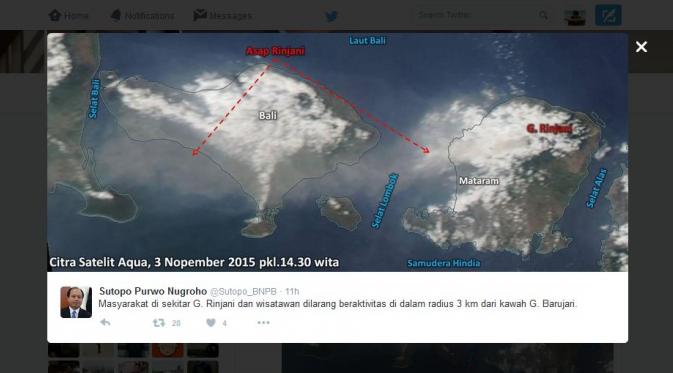 Home
Notifications
Messages
Search Twitter
Laut Bali
Asap Rinjani
Selat Bali
Bali
G. Rinjani
Mataram
Selat Lombok
Selat Alas
Samudera Hindia
Citra Satelit Aqua, 3 Nopember 2015 pkl.14.30 wita
Sutopo Purwo Nugroho @Sutopo_BNPB · 11h
Masyarakat di sekitar G. Rinjani dan wisatawan dilarang beraktivitas di dalam radius 3 km dari kawah G. Barujari.
20 4